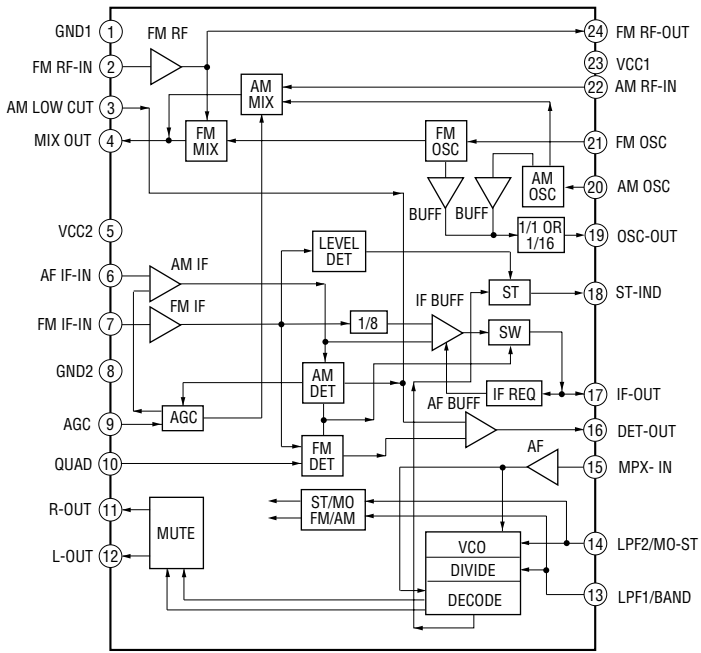 GND1
1
FM RF
24
FM RF-OUT
FM RF-IN
2
23
VCC1
AM LOW CUT
3
AM
MIX
22
AM RF-IN
MIX OUT
4
FM
MIX
FM
OSC
21
FM OSC
AM
OSC
20
AM OSC
BUFF
BUFF
VCC2
5
LEVEL
DET
1/1 OR
1/16
19
OSC-OUT
AF IF-IN
6
AM IF
ST
18
ST-IND
FM IF-IN
7
FM IF
1/8
IF BUFF
SW
GND2
8
AM
DET
IF REQ
17
IF-OUT
AGC
9
AGC
AF BUFF
16
DET-OUT
QUAD
10
FM
DET
AF
15
MPX- IN
R-OUT
11
MUTE
ST/MO
FM/AM
L-OUT
12
VCO
14
LPF2/MO-ST
DIVIDE
DECODE
13
LPF1/BAND